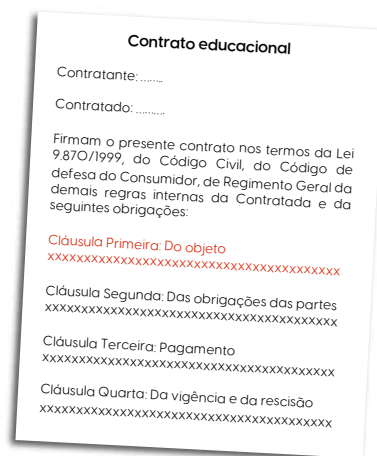 Contrato educacional
Contratante: ........
Contratado: ..........
Firmam o presente contrato nos termos da Lei
9.870/1999, do Código Civil, do Código de
defesa do Consumidor, de Regimento Geral da
demais regras internas da Contratada e da
seguintes obrigações:
Cláusula Primeira: Do objeto
xxxxxxxxxxxxxxxxxxxxxxxxxxxxxxxxxxxxxxxx
Cláusula Segunda: Das obrigações das partes
xxxxxxxxxxxxxxxxxxxxxxxxxxxxxxxxxxxxxxxx
Cláusula Terceira: Pagamento
xxxxxxxxxxxxxxxxxxxxxxxxxxxxxxxxxxxxxxxx
Cláusula Quarta: Da vigência e da rescisão
xxxxxxxxxxxxxxxxxxxxxxxxxxxxxxxxxxxxxxxx